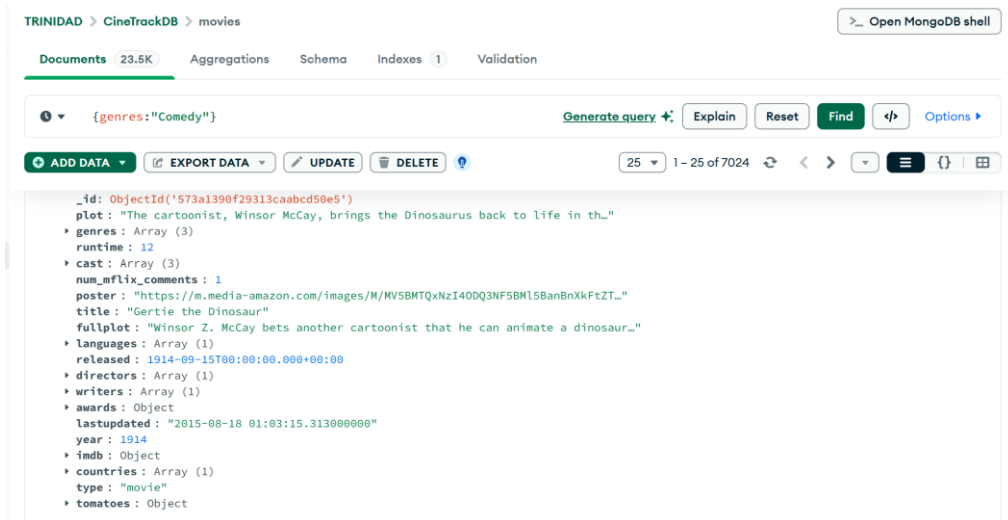 TRINIDAD > CineTrackDB > movies
>_ Open MongoDB shell
Documents 23.5K Aggregations Schema Indexes 1 Validation
{genres:"Comedy"} Generate query Explain Reset Find </> Options
ADD DATA EXPORT DATA UPDATE DELETE 25 1 – 25 of 7024 {}
_id: ObjectId('573a1390f29313caabcd50e5')
plot : "The cartoonist, Winsor McCay, brings the Dinosaurus back to life in th…"
genres : Array (3)
runtime : 12
cast : Array (3)
num_mflix_comments : 1
poster : "https://m.media-amazon.com/images/M/MV5BMTQxNzI4ODQ3NF5BMl5BanBnXkFtZT…"
title : "Gertie the Dinosaur"
fullplot : "Winsor Z. McCay bets another cartoonist that he can animate a dinosaur…"
languages : Array (1)
released : 1914-09-15T00:00:00.000+00:00
directors : Array (1)
writers : Array (1)
awards : Object
lastupdated : "2015-08-18 01:03:15.313000000"
year : 1914
imdb : Object
countries : Array (1)
type : "movie"
tomatoes : Object